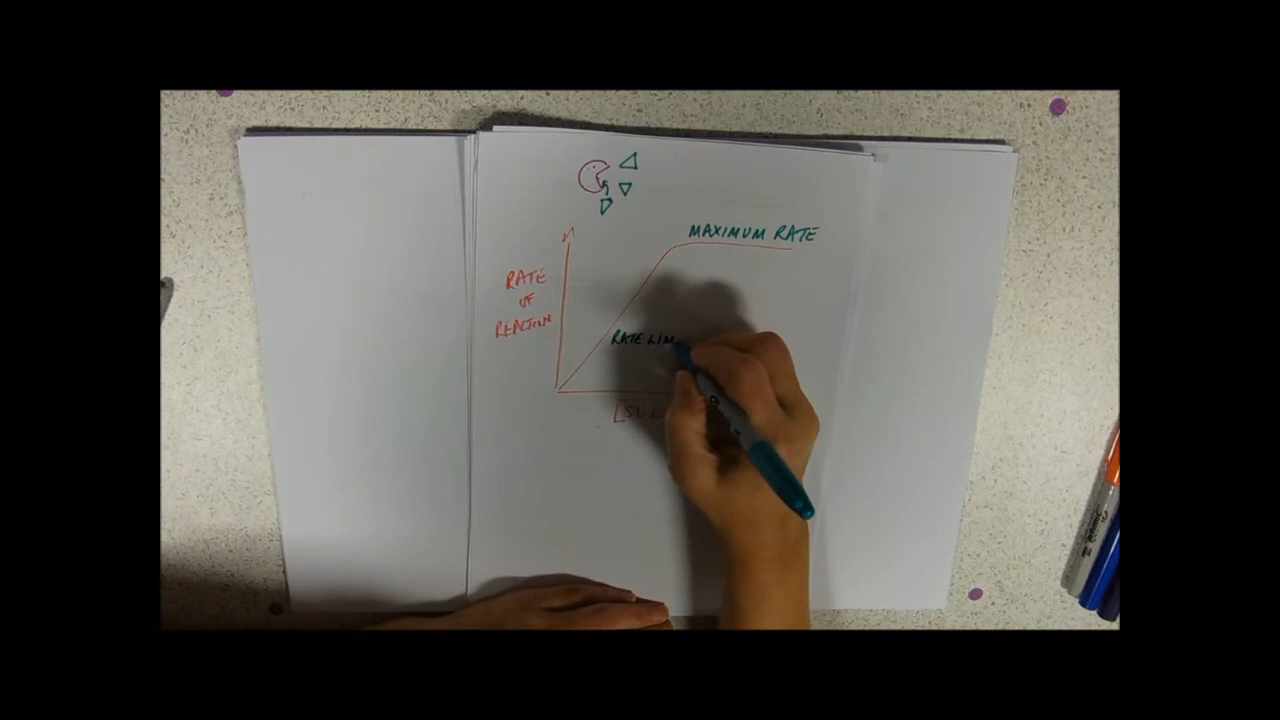 MAXIMUM RATE
RATE
OF
REACTION
RATE LIM